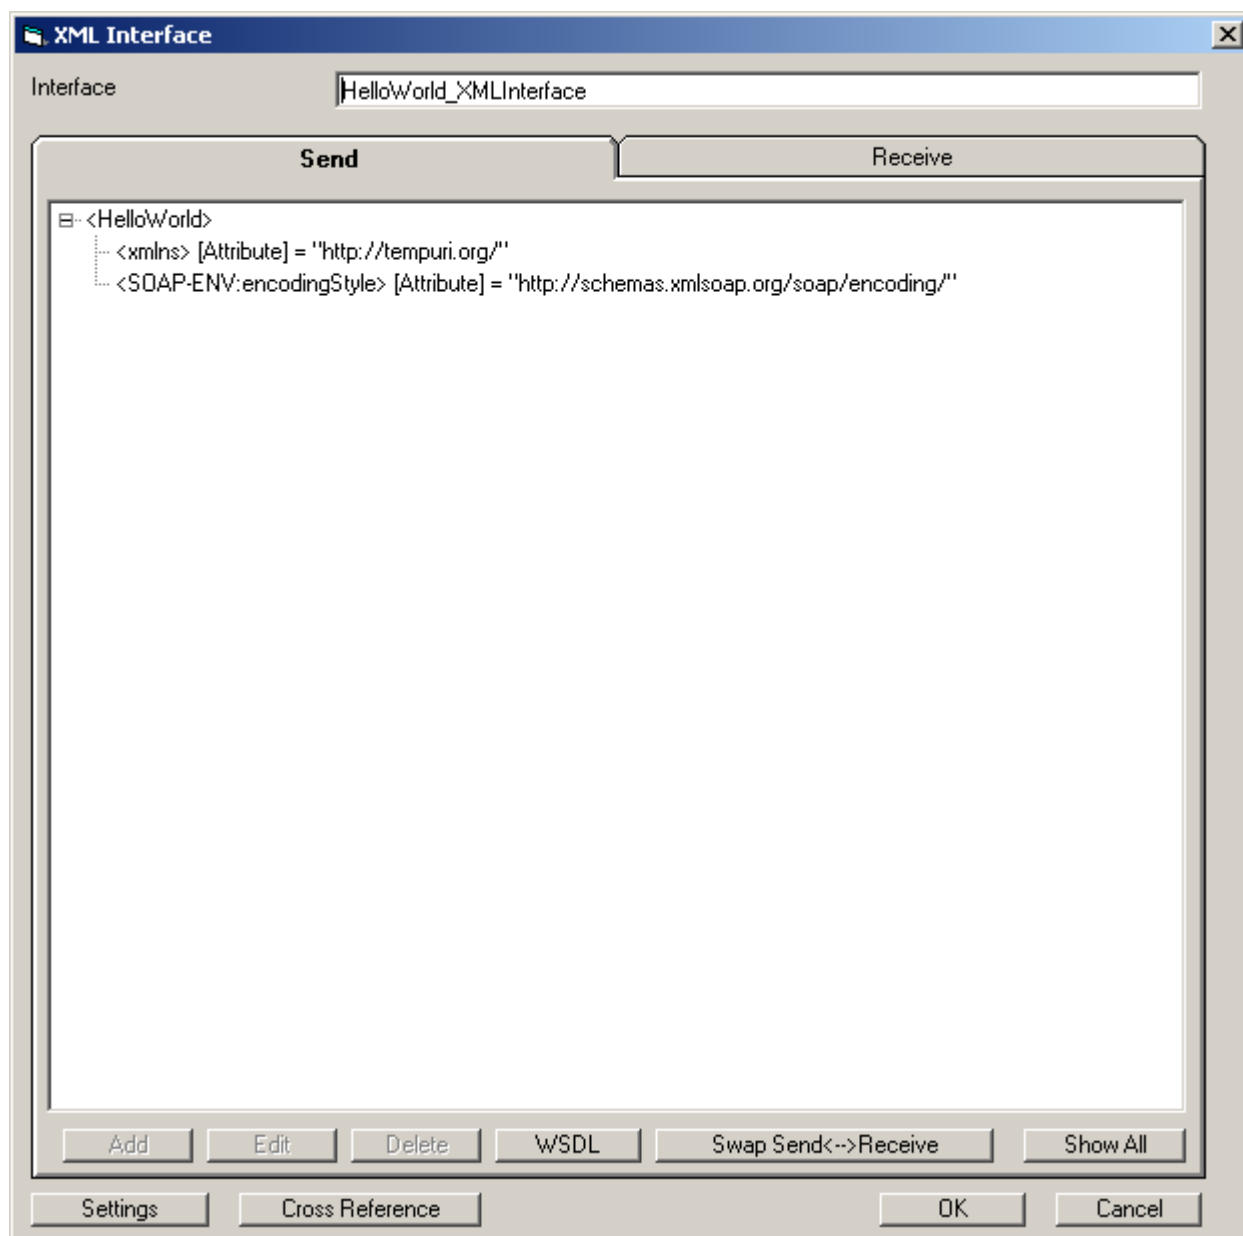 XML Interface
Interface HelloWorld_XMLInterface
Send Receive
<HelloWorld>
<xmlns> [Attribute] = "http://tempuri.org/"
<SOAP-ENV:encodingStyle> [Attribute] = "http://schemas.xmlsoap.org/soap/encoding/"
Add Edit Delete WSDL Swap Send<-->Receive Show All
Settings Cross Reference OK Cancel